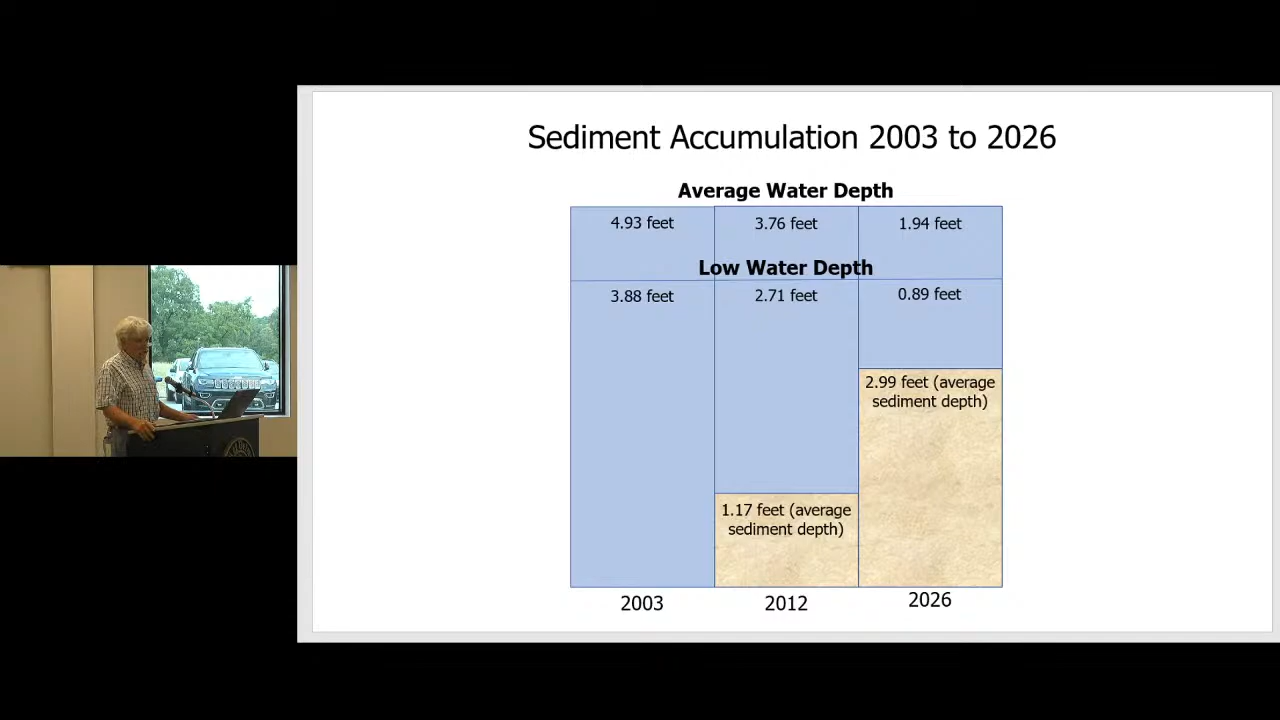 Sediment Accumulation 2003 to 2026
Average Water Depth
4.93 feet
3.76 feet
1.94 feet
Low Water Depth
3.88 feet
2.71 feet
0.89 feet
2.99 feet (average
sediment depth)
1.17 feet (average
sediment depth)
2003
2012
2026